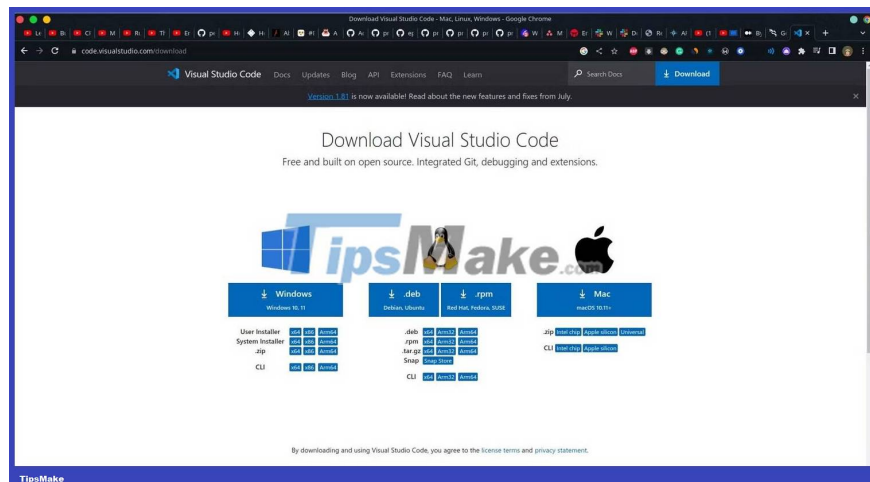 Download Visual Studio Code - Mac, Linux, Windows - Google Chrome
code.visualstudio.com/download
Visual Studio Code Docs Updates Blog API Extensions FAQ Learn Search Docs Download
Version 1.81 is now available! Read about the new features and fixes from July.
Download Visual Studio Code
Free and built on open source. Integrated Git, debugging and extensions.
TipsMake.com
Windows
Windows 10, 11
.deb
Debian, Ubuntu
.rpm
Red Hat, Fedora, SUSE
Mac
macOS 10.11+
User Installer x64 x86 Arm64
System Installer x64 x86 Arm64
.zip x64 x86 Arm64
CLI x64 x86 Arm64
.deb x64 Arm32 Arm64
.rpm x64 Arm32 Arm64
.tar.gz x64 Arm32 Arm64
Snap Snap Store
CLI x64 Arm32 Arm64
.zip Intel chip Apple silicon Universal
CLI Intel chip Apple silicon
By downloading and using Visual Studio Code, you agree to the license terms and privacy statement.
TipsMake